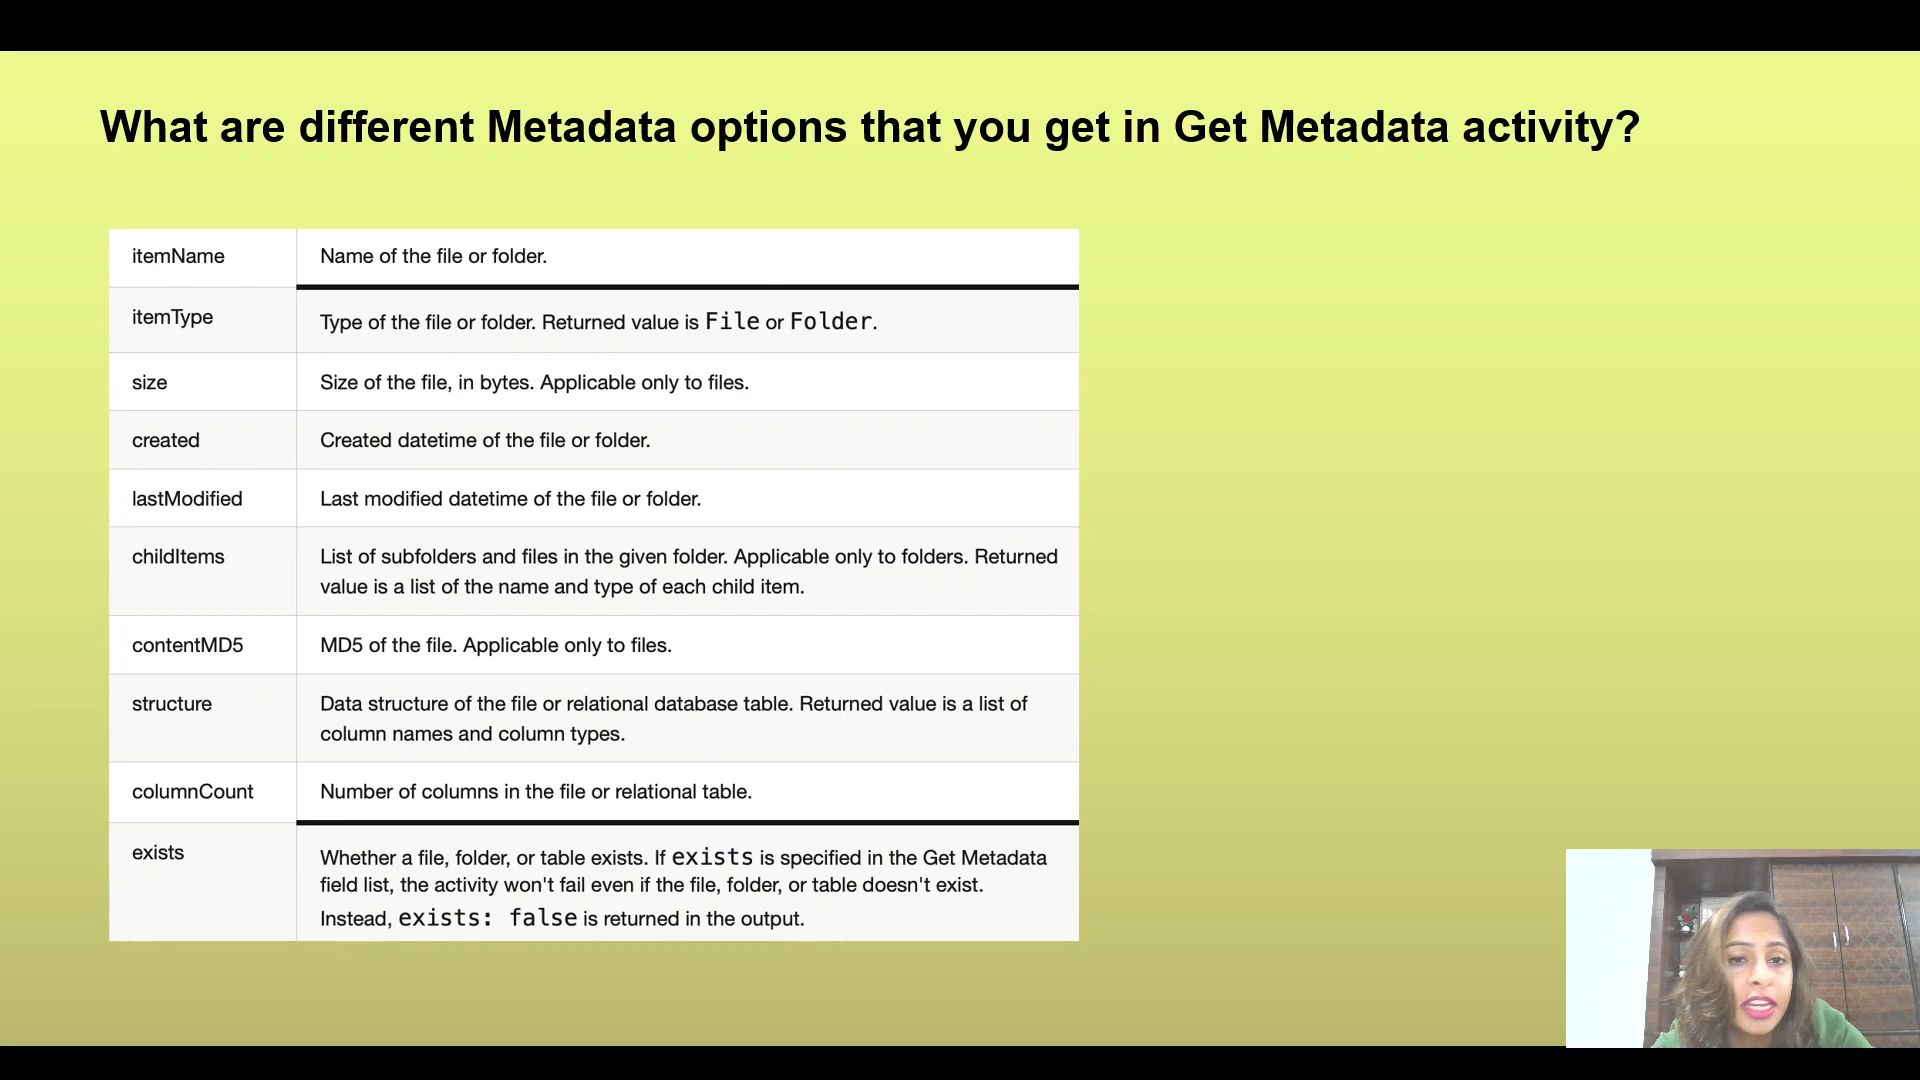 What are different Metadata options that you get in Get Metadata activity?
itemName Name of the file or folder.
itemType Type of the file or folder. Returned value is File or Folder.
size Size of the file, in bytes. Applicable only to files.
created Created datetime of the file or folder.
lastModified Last modified datetime of the file or folder.
childItems List of subfolders and files in the given folder. Applicable only to folders. Returned
value is a list of the name and type of each child item.
contentMD5 MD5 of the file. Applicable only to files.
structure Data structure of the file or relational database table. Returned value is a list of
column names and column types.
columnCount Number of columns in the file or relational table.
exists Whether a file, folder, or table exists. If exists is specified in the Get Metadata
field list, the activity won't fail even if the file, folder, or table doesn't exist.
Instead, exists: false is returned in the output.